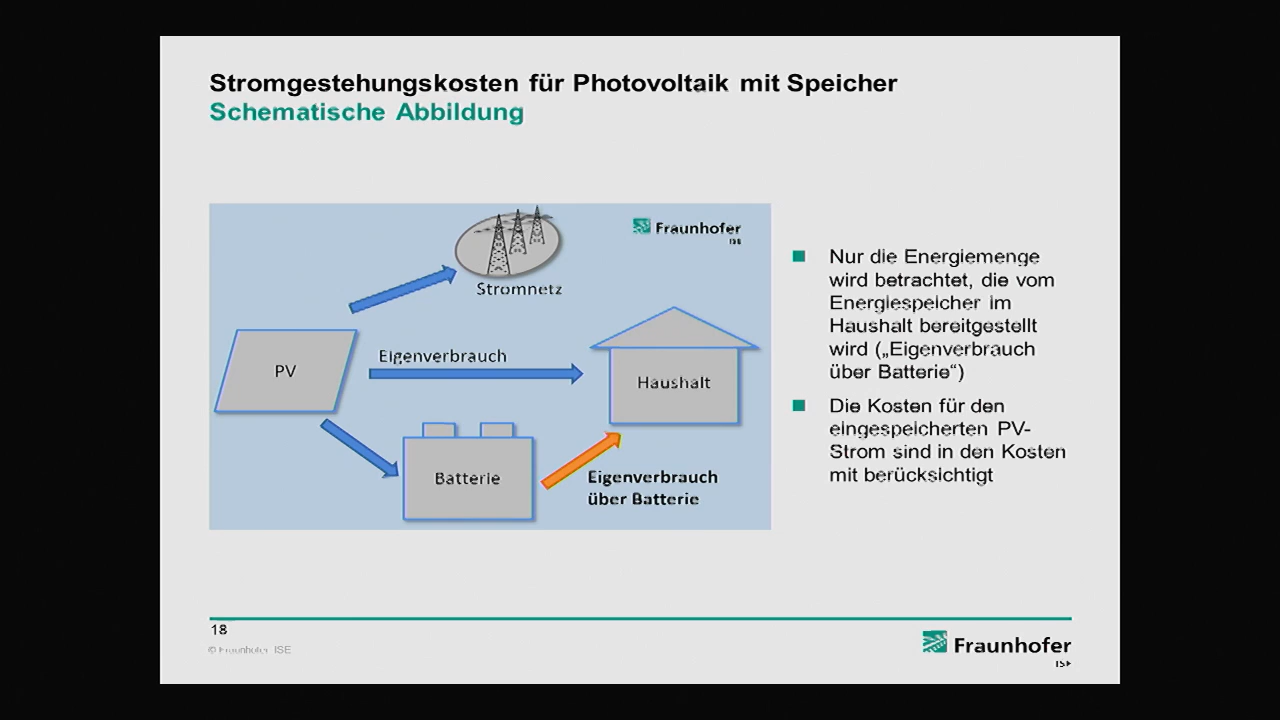 Stromgestehungskosten für Photovoltaik mit Speicher
Schematische Abbildung
Fraunhofer
ISE
Stromnetz
Eigenverbrauch
PV
Haushalt
Batterie
Eigenverbrauch
über Batterie
Nur die Energiemenge
wird betrachtet, die vom
Energiespeicher im
Haushalt bereitgestellt
wird („Eigenverbrauch
über Batterie“)
Die Kosten für den
eingespeicherten PV-
Strom sind in den Kosten
mit berücksichtigt
18
© Fraunhofer ISE
Fraunhofer
ISE